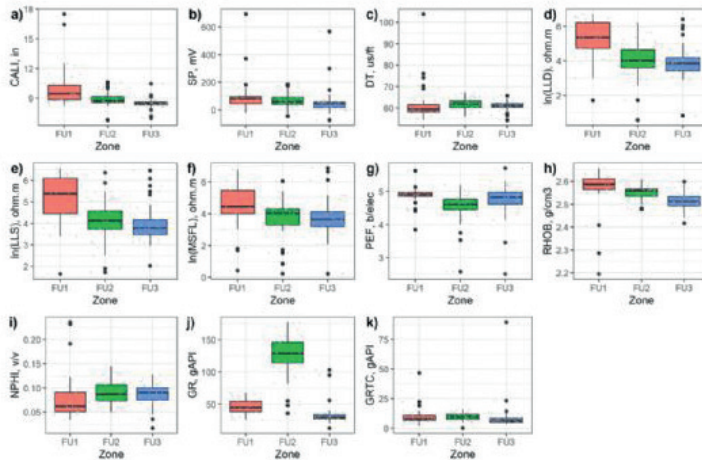 a)
CALI, in
17.5
13
9
FU1 FU2 FU3
Zone
b)
SP, mV
600
400
200
0
FU1 FU2 FU3
Zone
c)
DT, us/ft
100
90
80
70
60
FU1 FU2 FU3
Zone
d)
ln(LLD), ohm.m
6
4
2
FU1 FU2 FU3
Zone
e)
ln(LLS), ohm.m
6
5
4
3
2
FU1 FU2 FU3
Zone
f)
ln(MSFL), ohm.m
6
4
2
0
FU1 FU2 FU3
Zone
g)
PEF, b/elec
5
4
3
FU1 FU2 FU3
Zone
h)
RHOB, g/cm3
2.6
2.5
2.4
2.3
2.2
FU1 FU2 FU3
Zone
i)
NPHI, v/v
0.20
0.15
0.10
0.05
FU1 FU2 FU3
Zone
j)
GR, gAPI
150
100
50
FU1 FU2 FU3
Zone
k)
GRTC, gAPI
75
50
25
0
FU1 FU2 FU3
Zone